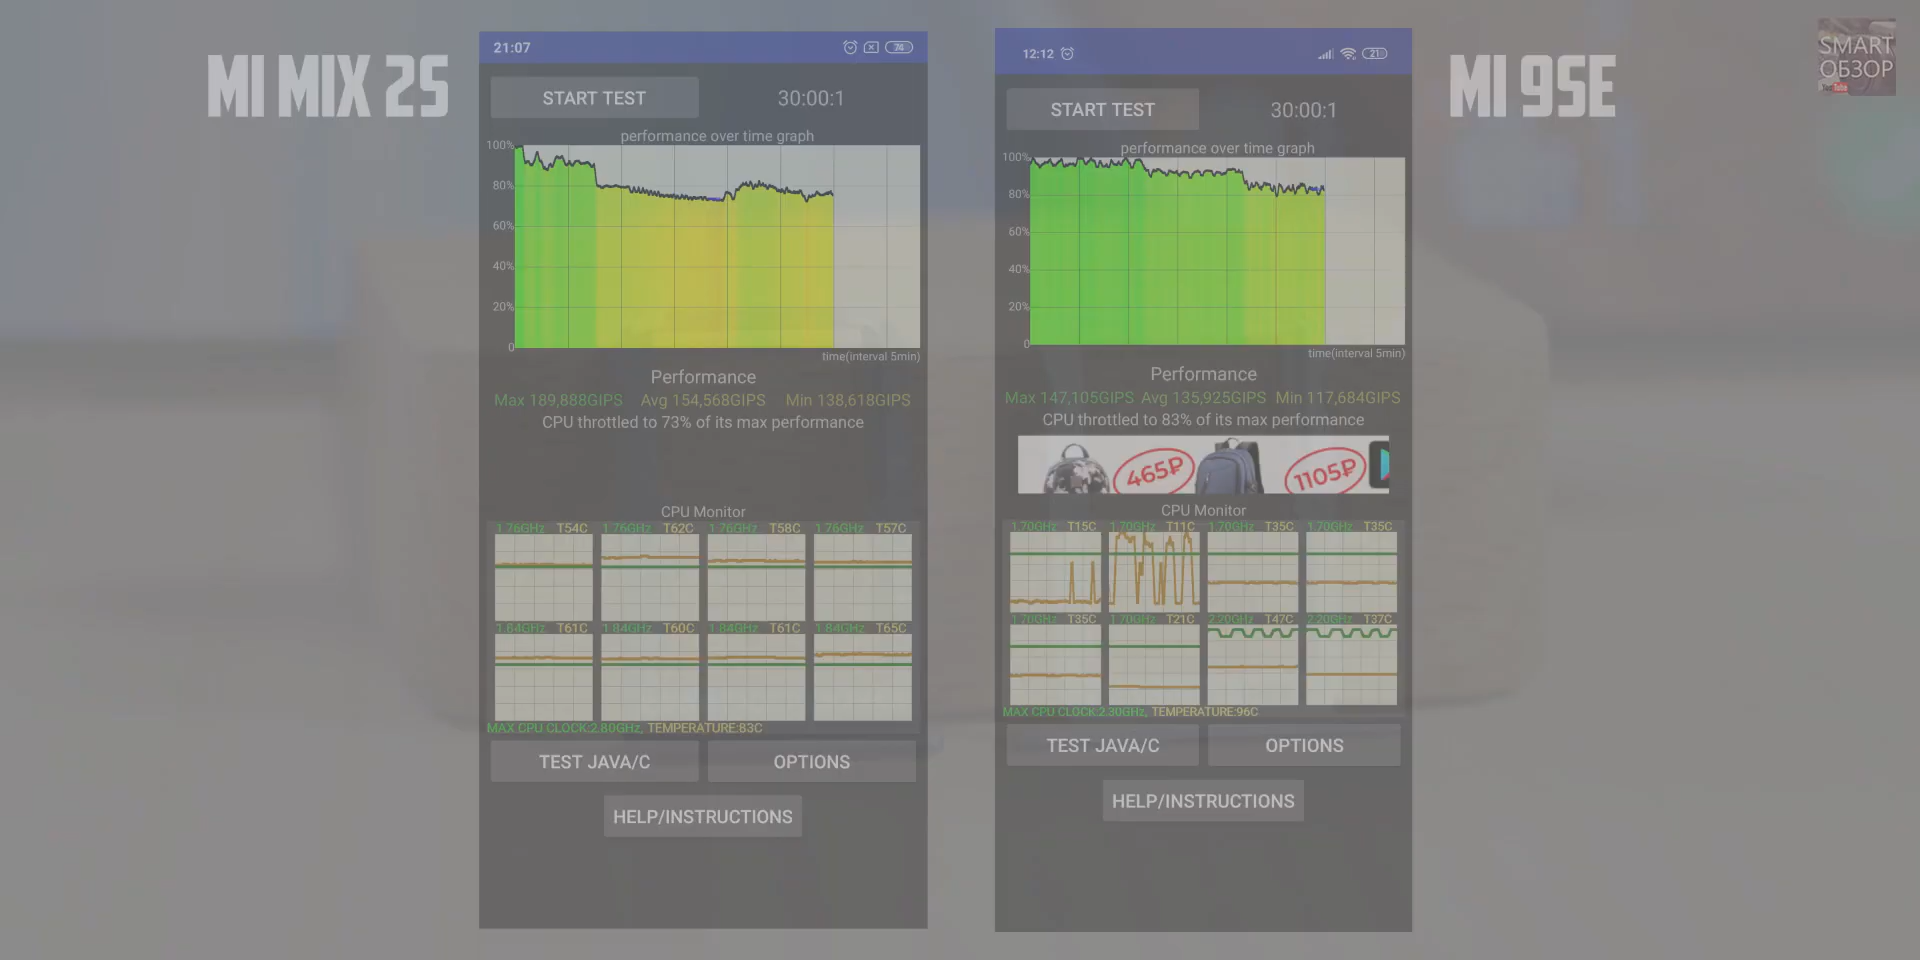 MI MIX 2S
21:07
74
START TEST
30:00:1
performance over time graph
100%
80%
60%
40%
20%
0
time(interval 5min)
Performance
Max 189,888GIPS Avg 154,568GIPS Min 138,618GIPS
CPU throttled to 73% of its max performance
CPU Monitor
1.76GHz T54C 1.76GHz T62C 1.76GHz T58C 1.76GHz T57C
1.84GHz T61C 1.84GHz T60C 1.84GHz T61C 1.84GHz T65C
MAX CPU CLOCK:2.80GHz, TEMPERATURE:83C
TEST JAVA/C
OPTIONS
HELP/INSTRUCTIONS
12:12
21
START TEST
30:00:1
performance over time graph
100%
80%
60%
40%
20%
0
time(interval 5min)
Performance
Max 147,105GIPS Avg 135,925GIPS Min 117,684GIPS
CPU throttled to 83% of its max performance
465₽
1105₽
CPU Monitor
1.70GHz T15C 1.70GHz T11C 1.70GHz T35C 1.70GHz T35C
1.70GHz T35C 1.70GHz T21C 2.20GHz T47C 2.20GHz T37C
MAX CPU CLOCK:2.30GHz, TEMPERATURE:96C
TEST JAVA/C
OPTIONS
HELP/INSTRUCTIONS
MI 9SE
SMART
ОБЗОР
YouTube